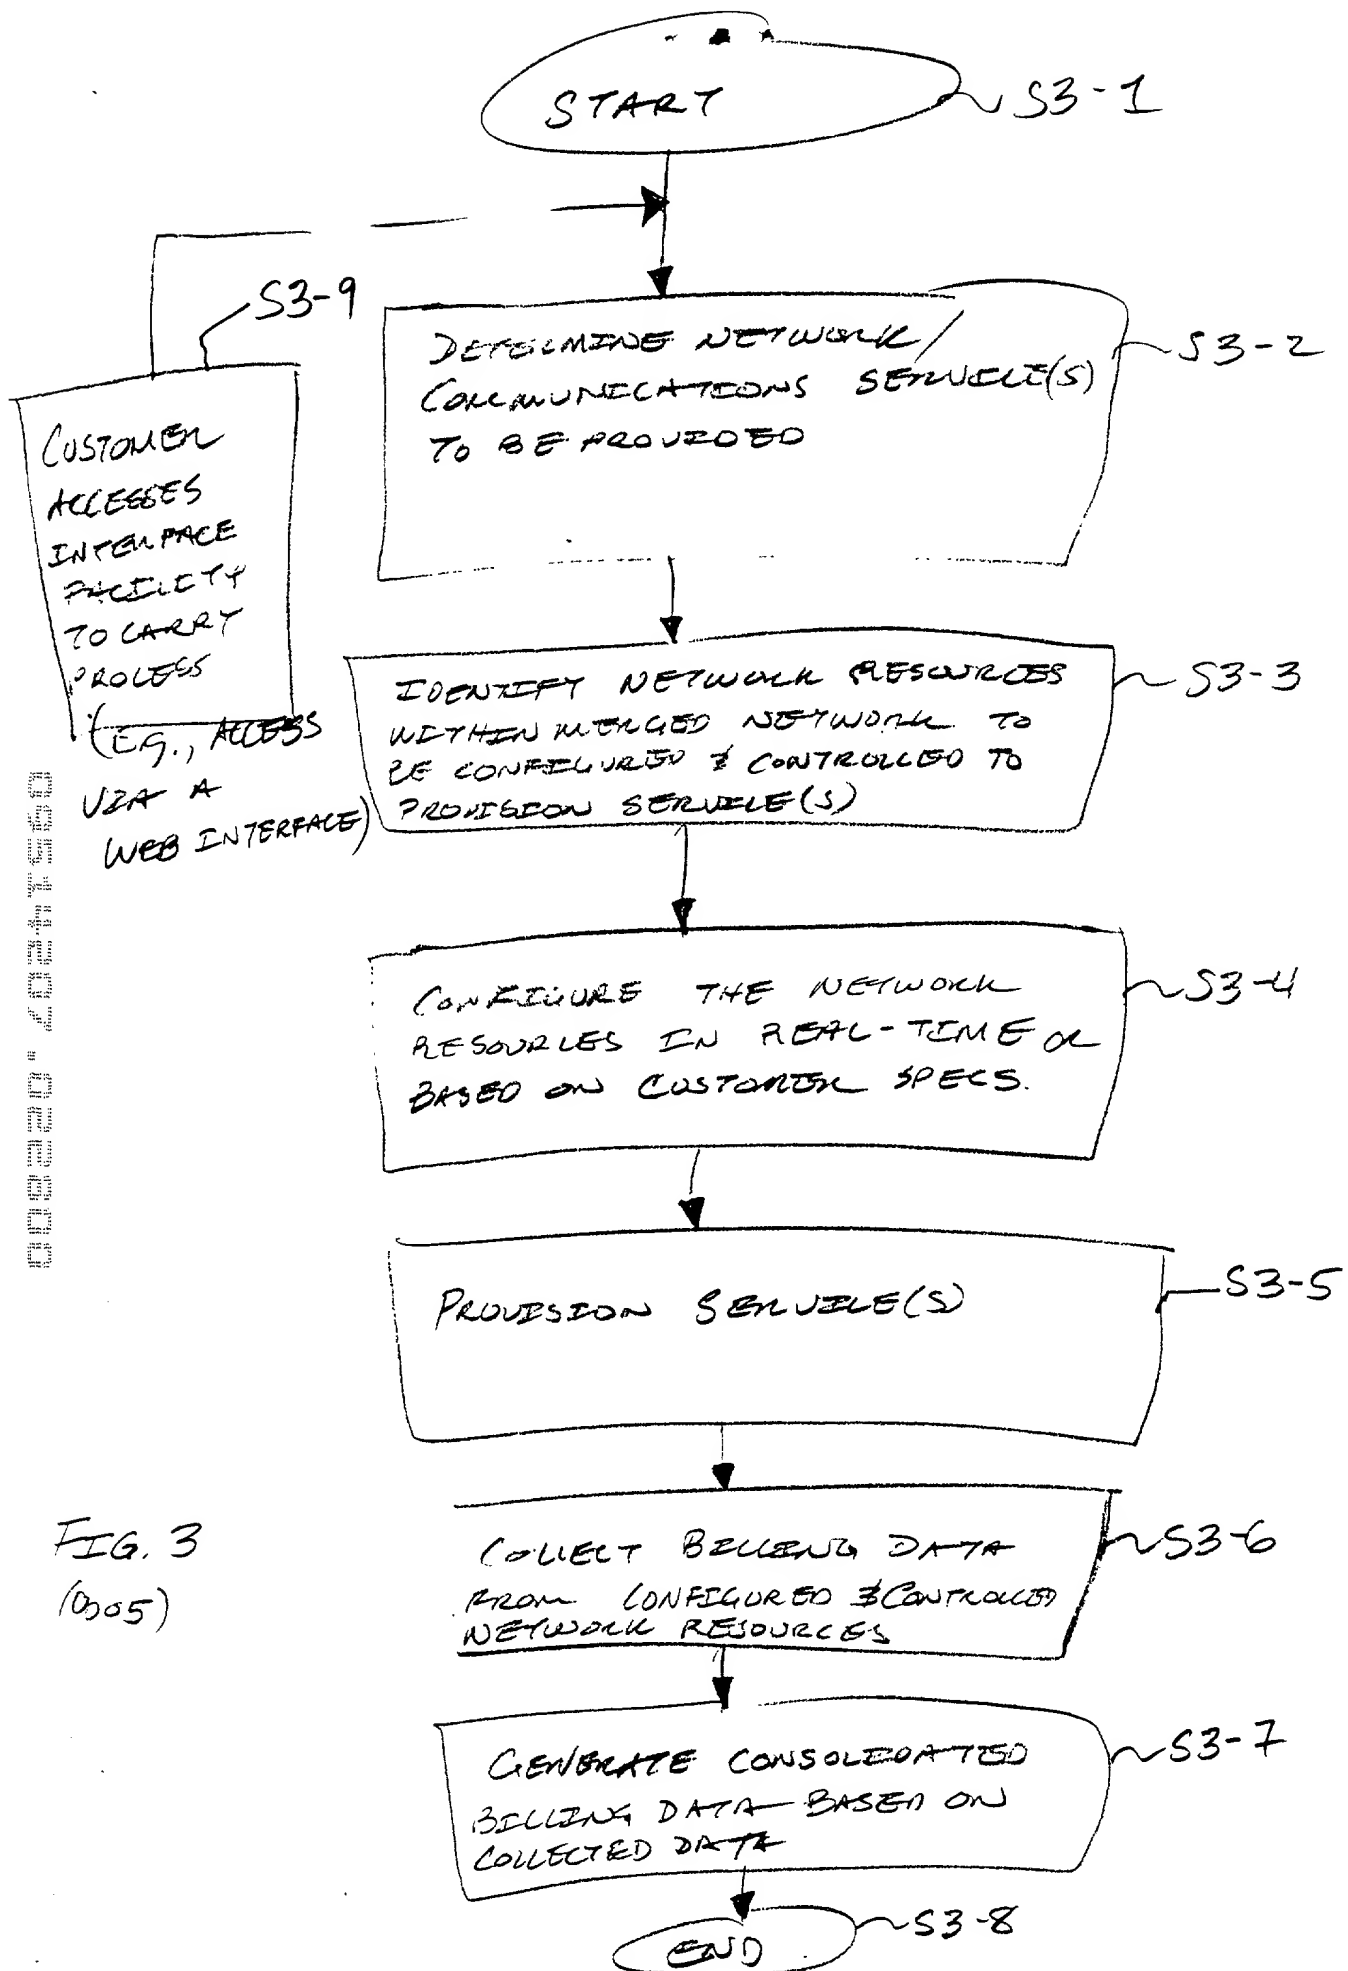 START
S3-1
S3-9
DETERMINE NETWORK/
COMMUNICATIONS SERVICE(S)
TO BE PROVIDED
S3-2
CUSTOMER
ACCESSES
INTERFACE
FACILITY
TO CARRY
PROCESS
(E.G., ACCESS
VIA A
WEB INTERFACE)
IDENTIFY NETWORK RESOURCES
WITHIN MERGED NETWORK TO
BE CONFIGURED & CONTROLLED TO
PROVISION SERVICE(S)
S3-3
CONFIGURE THE NETWORK
RESOURCES IN REAL-TIME OR
BASED ON CUSTOMER SPECS.
S3-4
PROVISION SERVICE(S)
S3-5
COLLECT BILLING DATA
FROM CONFIGURED & CONTROLLED
NETWORK RESOURCES
S3-6
GENERATE CONSOLIDATED
BILLING DATA BASED ON
COLLECTED DATA
S3-7
END
S3-8
FIG. 3
09514207.022800